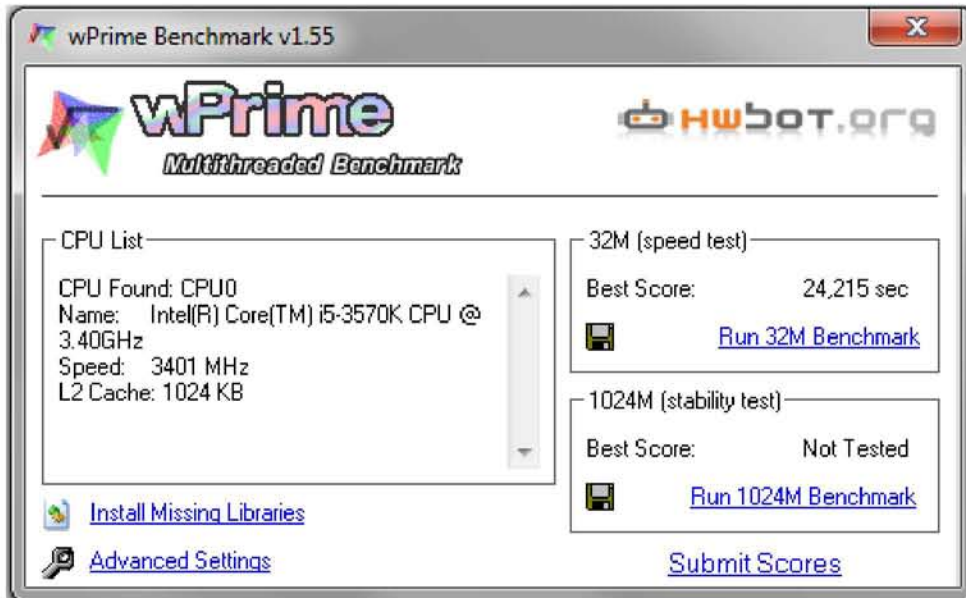 wPrime Benchmark v1.55
wPrime
Multithreaded Benchmark
HWBOT.org
CPU List
CPU Found: CPU0
Name: Intel(R) Core(TM) i5-3570K CPU @
3.40GHz
Speed: 3401 MHz
L2 Cache: 1024 KB
Install Missing Libraries
Advanced Settings
32M (speed test)
Best Score: 24,215 sec
Run 32M Benchmark
1024M (stability test)
Best Score: Not Tested
Run 1024M Benchmark
Submit Scores